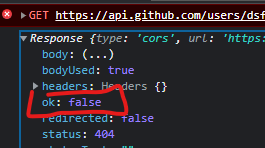 GET https://api.github.com/users/dsf
Response {type: 'cors', url: 'https:
body: (...)
bodyUsed: true
headers: Headers {}
ok: false
redirected: false
status: 404